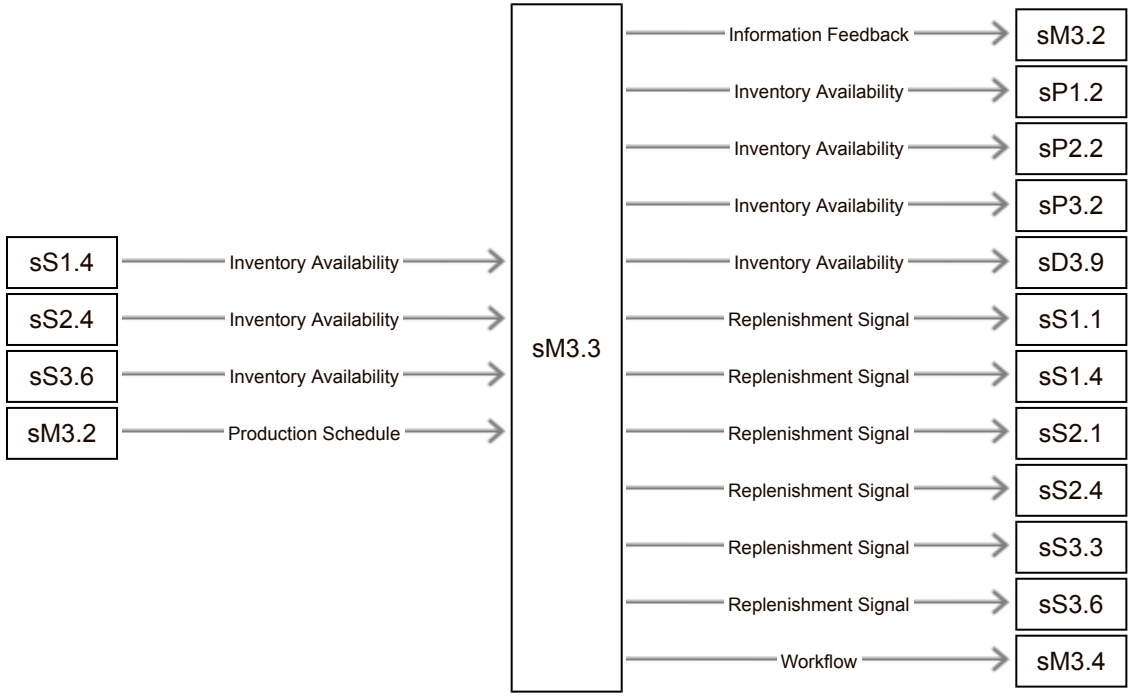 Information Feedback
sM3.2
Inventory Availability
sP1.2
Inventory Availability
sP2.2
Inventory Availability
sP3.2
sS1.4
Inventory Availability
Inventory Availability
sD3.9
sS2.4
Inventory Availability
Replenishment Signal
sS1.1
sM3.3
sS3.6
Inventory Availability
Replenishment Signal
sS1.4
sM3.2
Production Schedule
Replenishment Signal
sS2.1
Replenishment Signal
sS2.4
Replenishment Signal
sS3.3
Replenishment Signal
sS3.6
Workflow
sM3.4